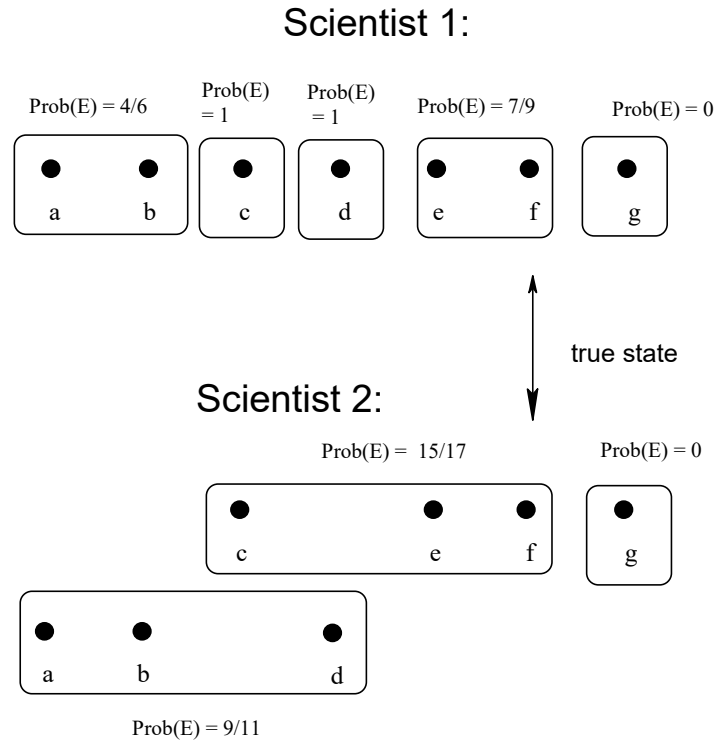 Scientist 1:
Prob(E) = 4/6
Prob(E)
= 1
Prob(E)
= 1
Prob(E) = 7/9
Prob(E) = 0
a b c d e f g
true state
Scientist 2:
Prob(E) = 15/17
Prob(E) = 0
c e f g
a b d
Prob(E) = 9/11